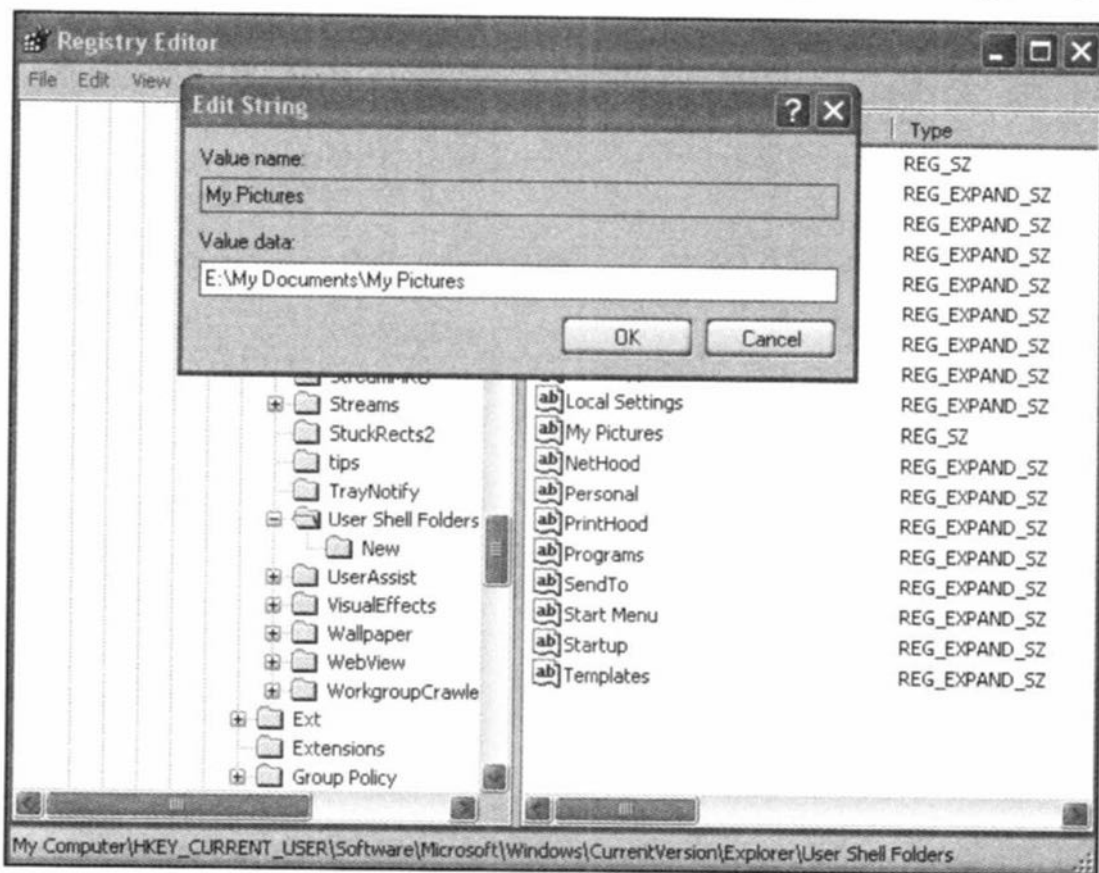 Registry Editor
File Edit View
Edit String
Value name:
My Pictures
Value data:
E:\My Documents\My Pictures
OK Cancel
Type
REG_SZ
REG_EXPAND_SZ
REG_EXPAND_SZ
REG_EXPAND_SZ
REG_EXPAND_SZ
REG_EXPAND_SZ
REG_EXPAND_SZ
REG_EXPAND_SZ
Streams
StuckRects2
tips
TrayNotify
User Shell Folders
New
UserAssist
VisualEffects
Wallpaper
WebView
WorkgroupCrawle
Ext
Extensions
Group Policy
Local Settings REG_EXPAND_SZ
My Pictures REG_SZ
NetHood REG_EXPAND_SZ
Personal REG_EXPAND_SZ
PrintHood REG_EXPAND_SZ
Programs REG_EXPAND_SZ
SendTo REG_EXPAND_SZ
Start Menu REG_EXPAND_SZ
Startup REG_EXPAND_SZ
Templates REG_EXPAND_SZ
My Computer\HKEY_CURRENT_USER\Software\Microsoft\Windows\CurrentVersion\Explorer\User Shell Folders